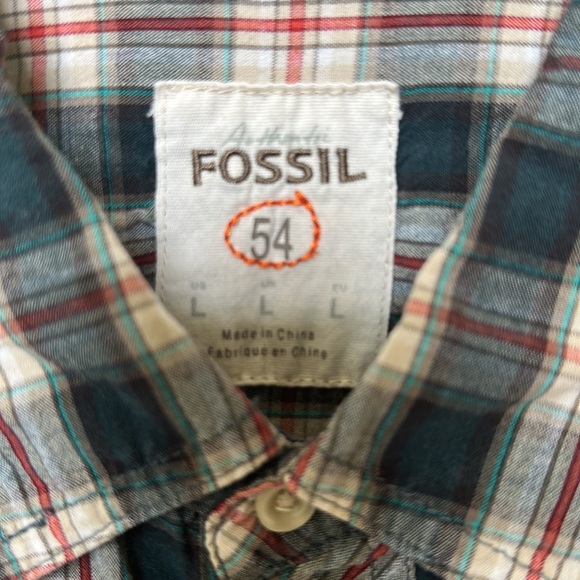 Authentic
FOSSIL
54
US UK EU
L L L
Made in China
Fabriqué en Chine